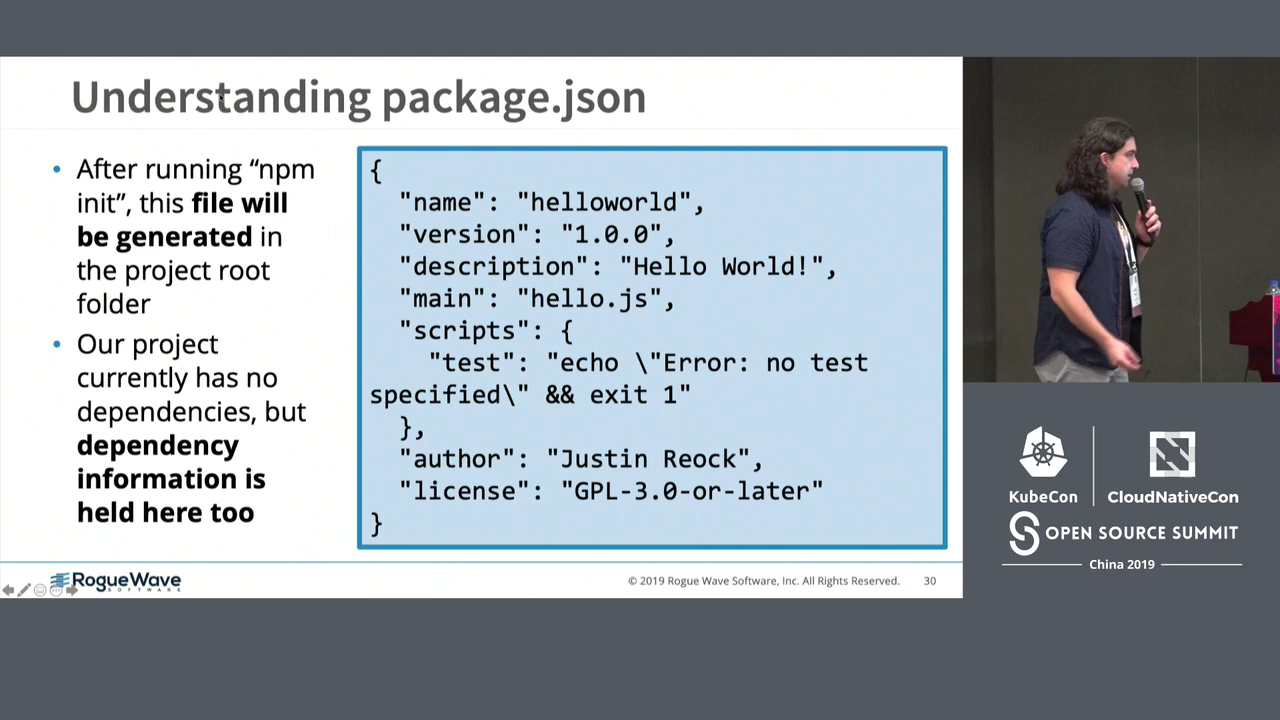 Understanding package.json
• After running “npm
init”, this file will
be generated in
the project root
folder
• Our project
currently has no
dependencies, but
dependency
information is
held here too
{
"name": "helloworld",
"version": "1.0.0",
"description": "Hello World!",
"main": "hello.js",
"scripts": {
"test": "echo \"Error: no test
specified\" && exit 1"
},
"author": "Justin Reock",
"license": "GPL-3.0-or-later"
}
RogueWave
SOFTWARE
© 2019 Rogue Wave Software, Inc. All Rights Reserved.
30
KubeCon
CloudNativeCon
OPEN SOURCE SUMMIT
China 2019